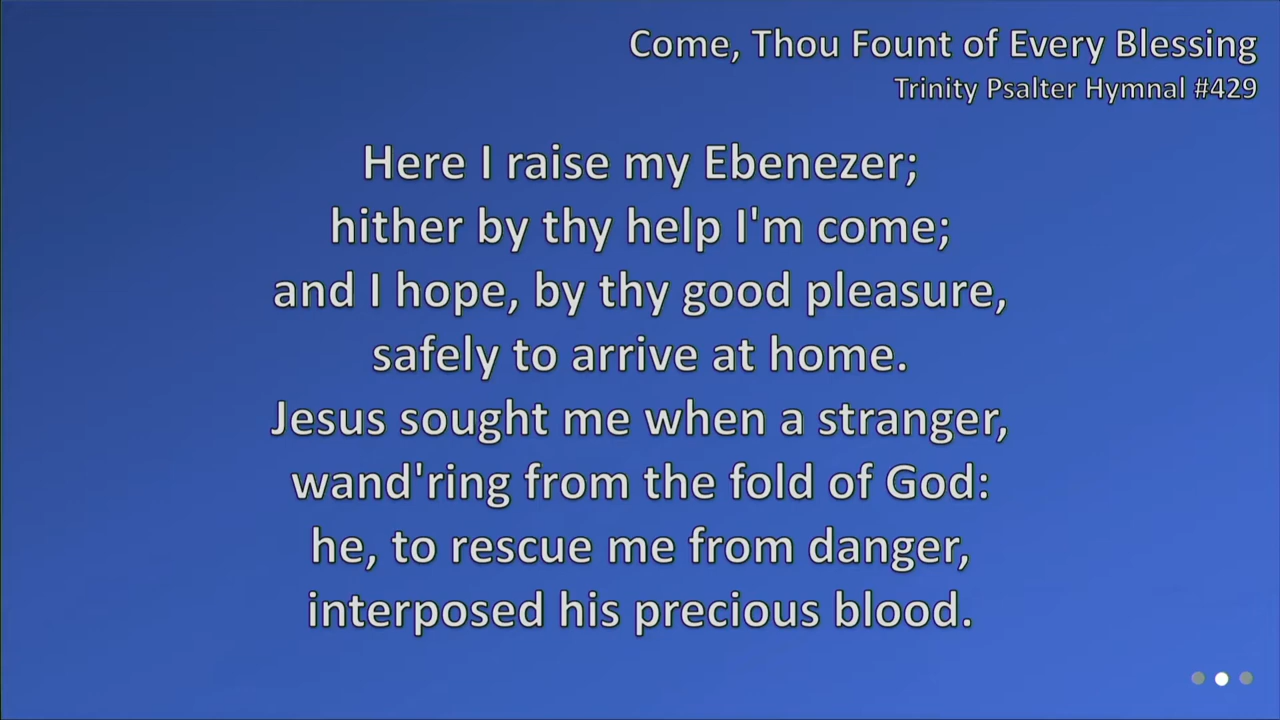 Come, Thou Fount of Every Blessing
Trinity Psalter Hymnal #429
Here I raise my Ebenezer;
hither by thy help I'm come;
and I hope, by thy good pleasure,
safely to arrive at home.
Jesus sought me when a stranger,
wand'ring from the fold of God:
he, to rescue me from danger,
interposed his precious blood.